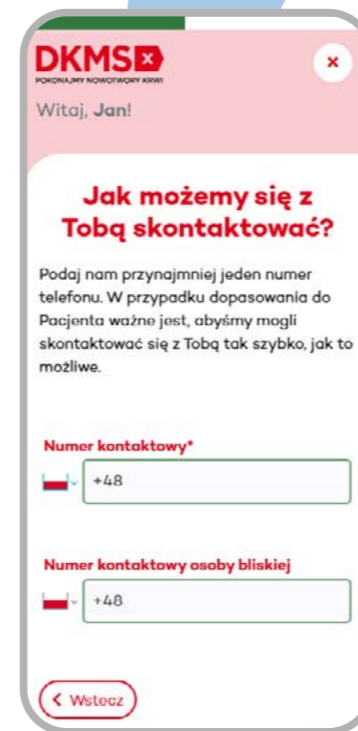 DKMS
POKONAJMY NOWOTWORY KRWI
Witaj, Jan!
Jak możemy się z
Tobą skontaktować?
Podaj nam przynajmniej jeden numer
telefonu. W przypadku dopasowania do
Pacjenta ważne jest, abyśmy mogli
skontaktować się z Tobą tak szybko, jak to
możliwe.
Numer kontaktowy*
+48
Numer kontaktowy osoby bliskiej
+48
Wstecz